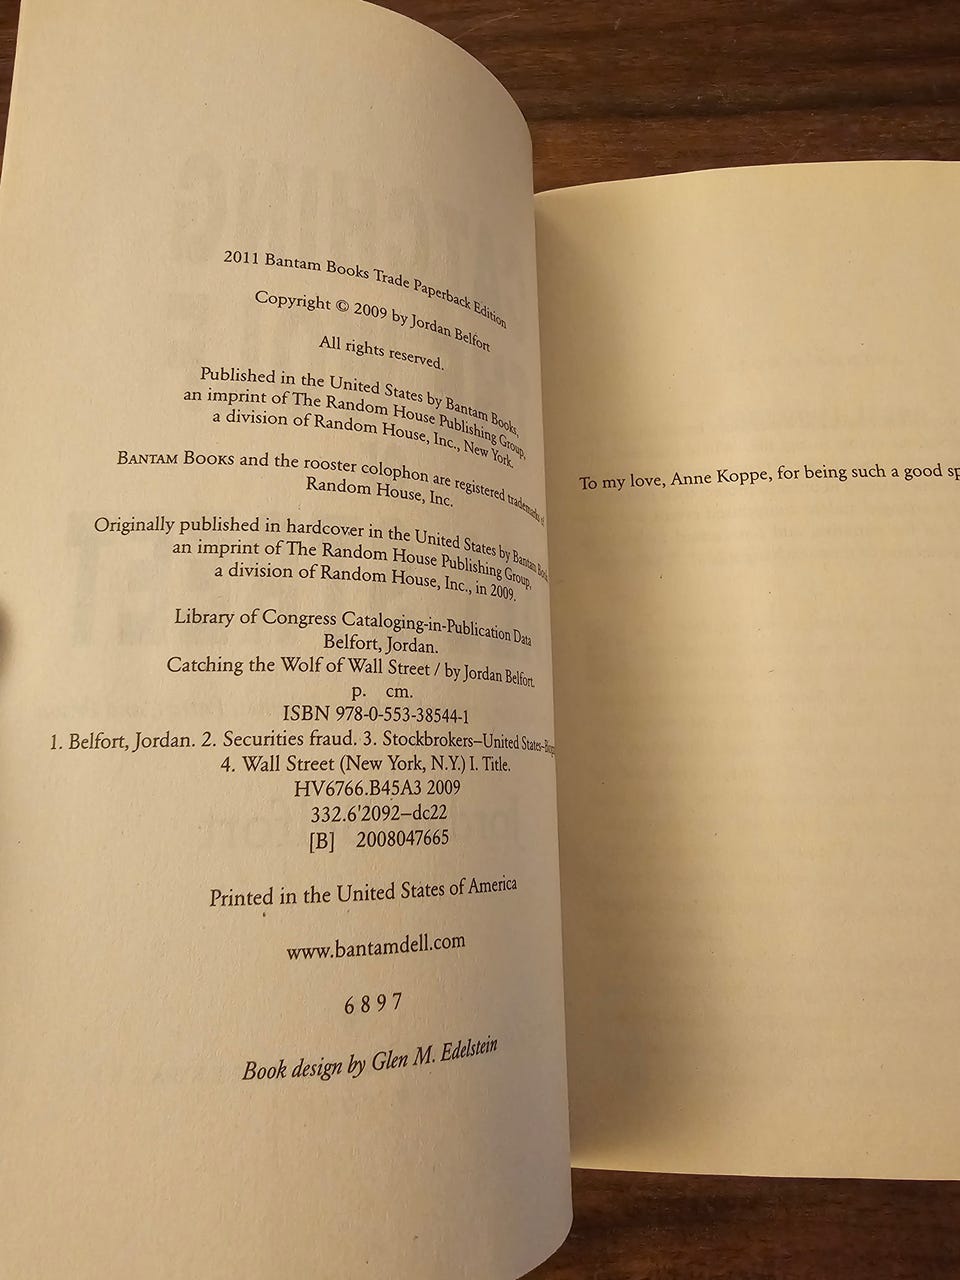 2011 Bantam Books Trade Paperback Edition
Copyright © 2009 by Jordan Belfort
All rights reserved.
Published in the United States by Bantam Books,
an imprint of The Random House Publishing Group,
a division of Random House, Inc., New York.
BANTAM BOOKS and the rooster colophon are registered trademarks of
Random House, Inc.
Originally published in hardcover in the United States by Bantam
an imprint of The Random House Publishing Group,
a division of Random House, Inc., in 2009.
Library of Congress Cataloging-in-Publication Data
Belfort, Jordan.
Catching the Wolf of Wall Street / by Jordan Belfort.
p. cm.
ISBN 978-0-553-38544-1
1. Belfort, Jordan. 2. Securities fraud. 3. Stockbrokers–United States–
4. Wall Street (New York, N.Y.) I. Title.
HV6766.B45A3 2009
332.6'2092–dc22
[B] 2008047665
Printed in the United States of America
www.bantamdell.com
6 8 9 7
Book design by Glen M. Edelstein
To my love, Anne Koppe, for being such a good sp